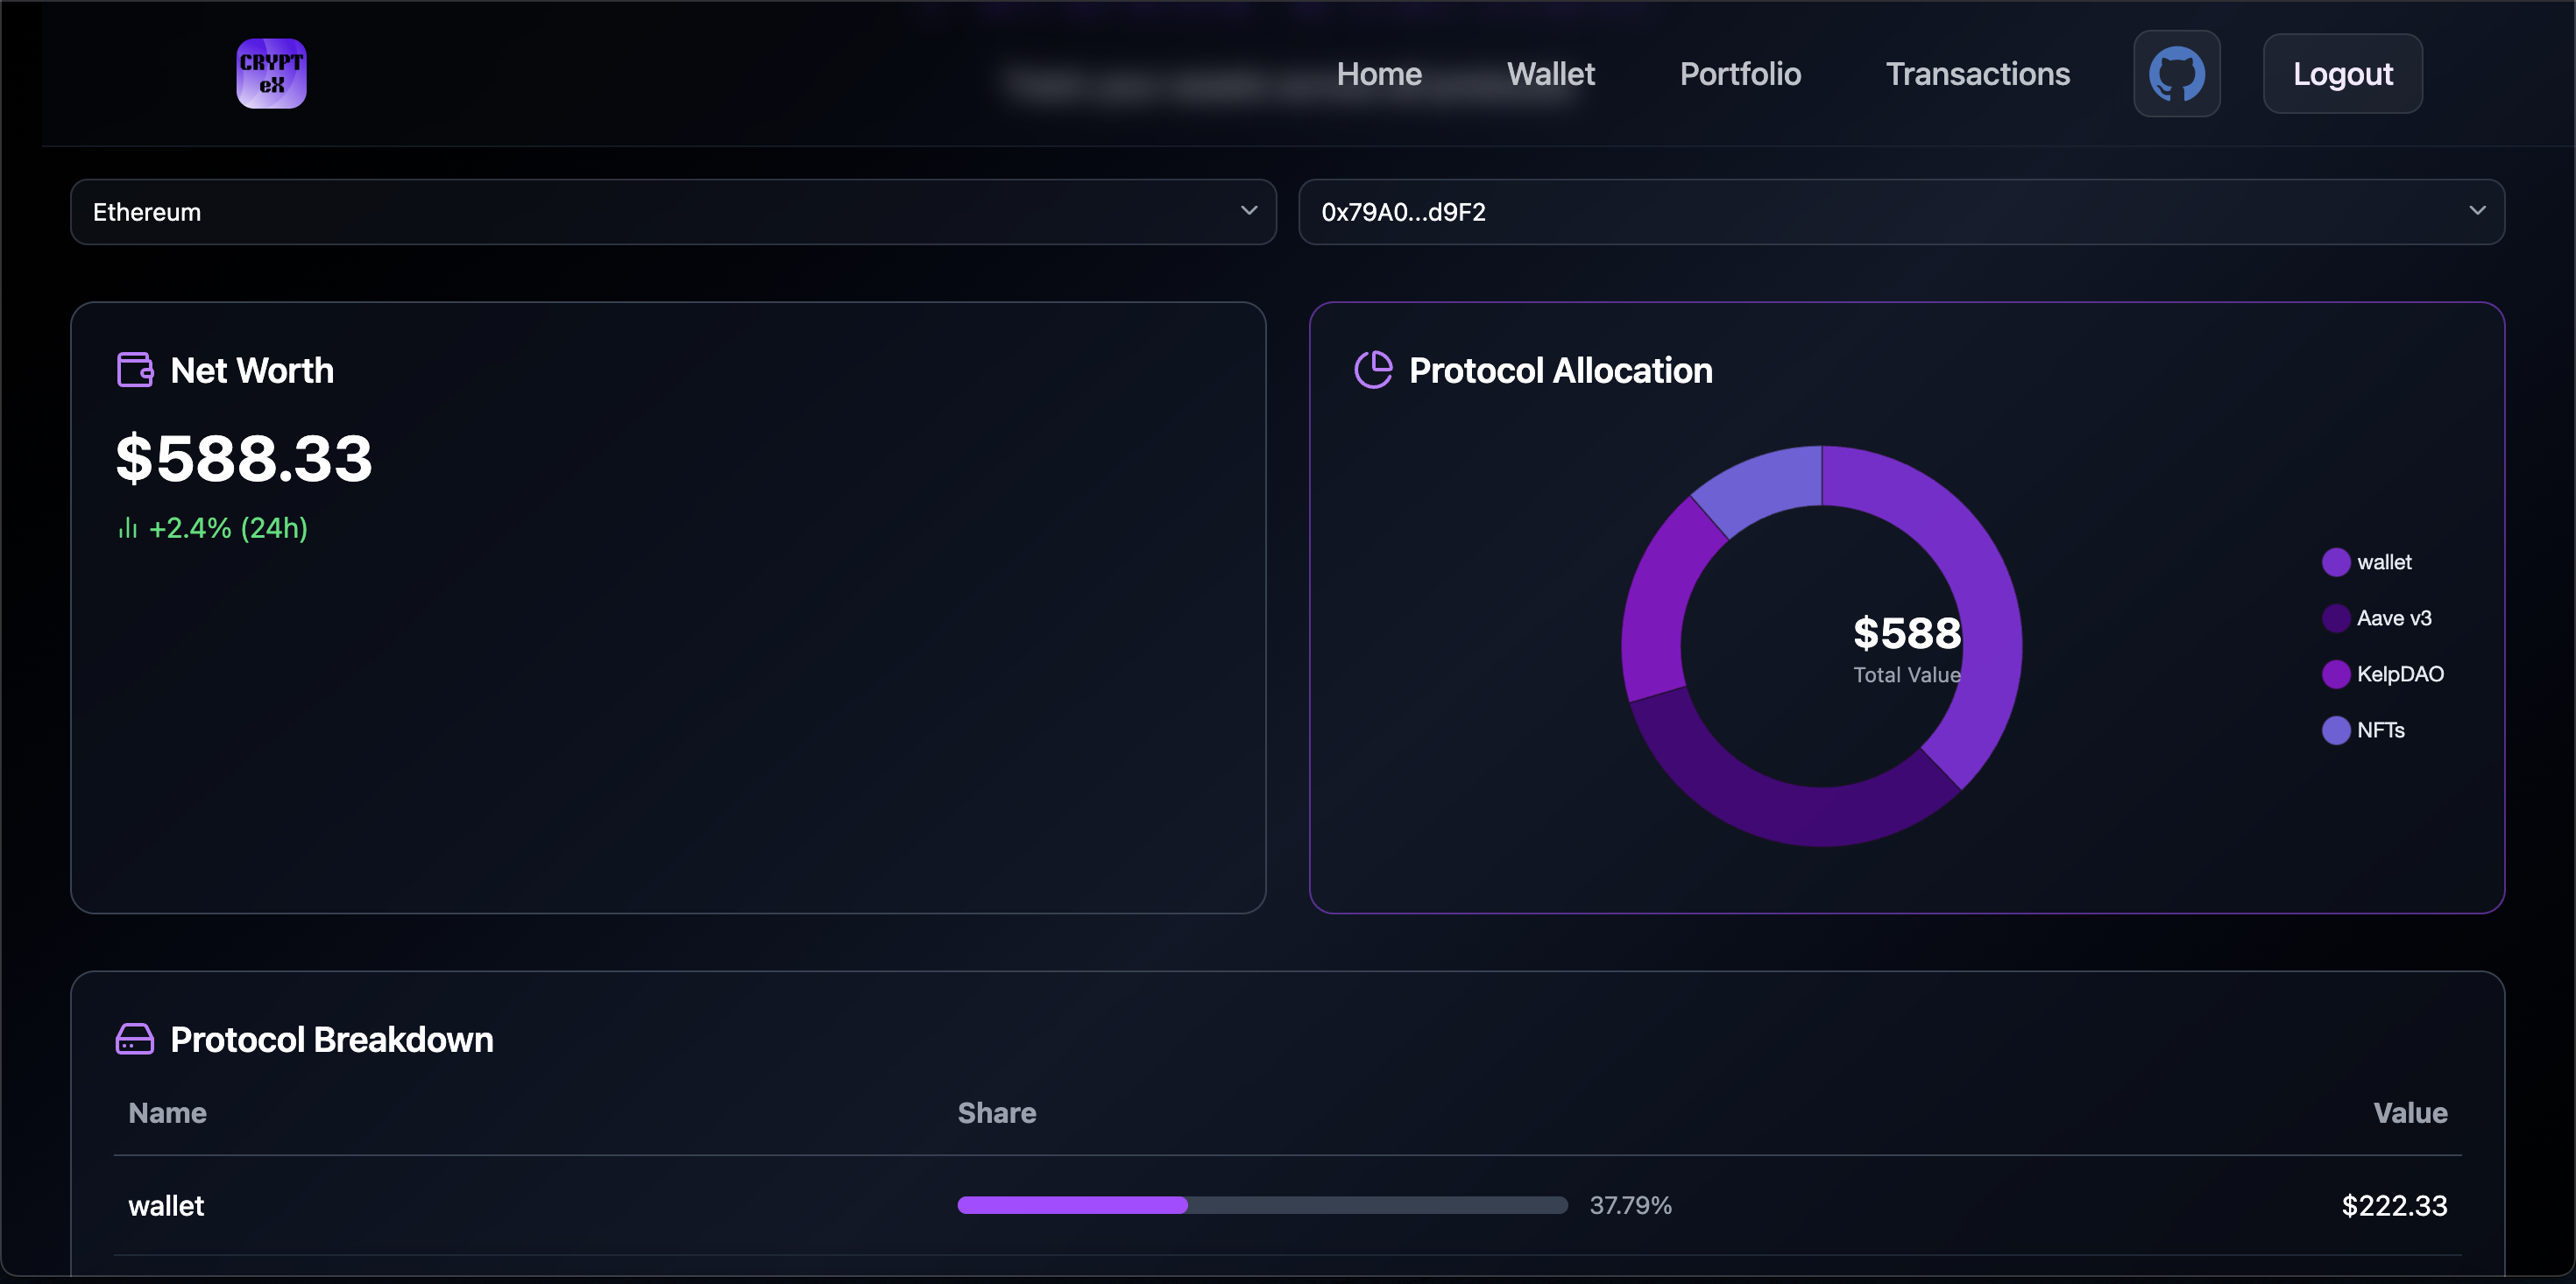 CRYPT
eX
Home
Wallet
Portfolio
Transactions
Logout
Ethereum
0x79A0...d9F2
Net Worth
$588.33
+2.4% (24h)
Protocol Allocation
$588
Total Value
wallet
Aave v3
KelpDAO
NFTs
Protocol Breakdown
Name
Share
Value
wallet
37.79%
$222.33